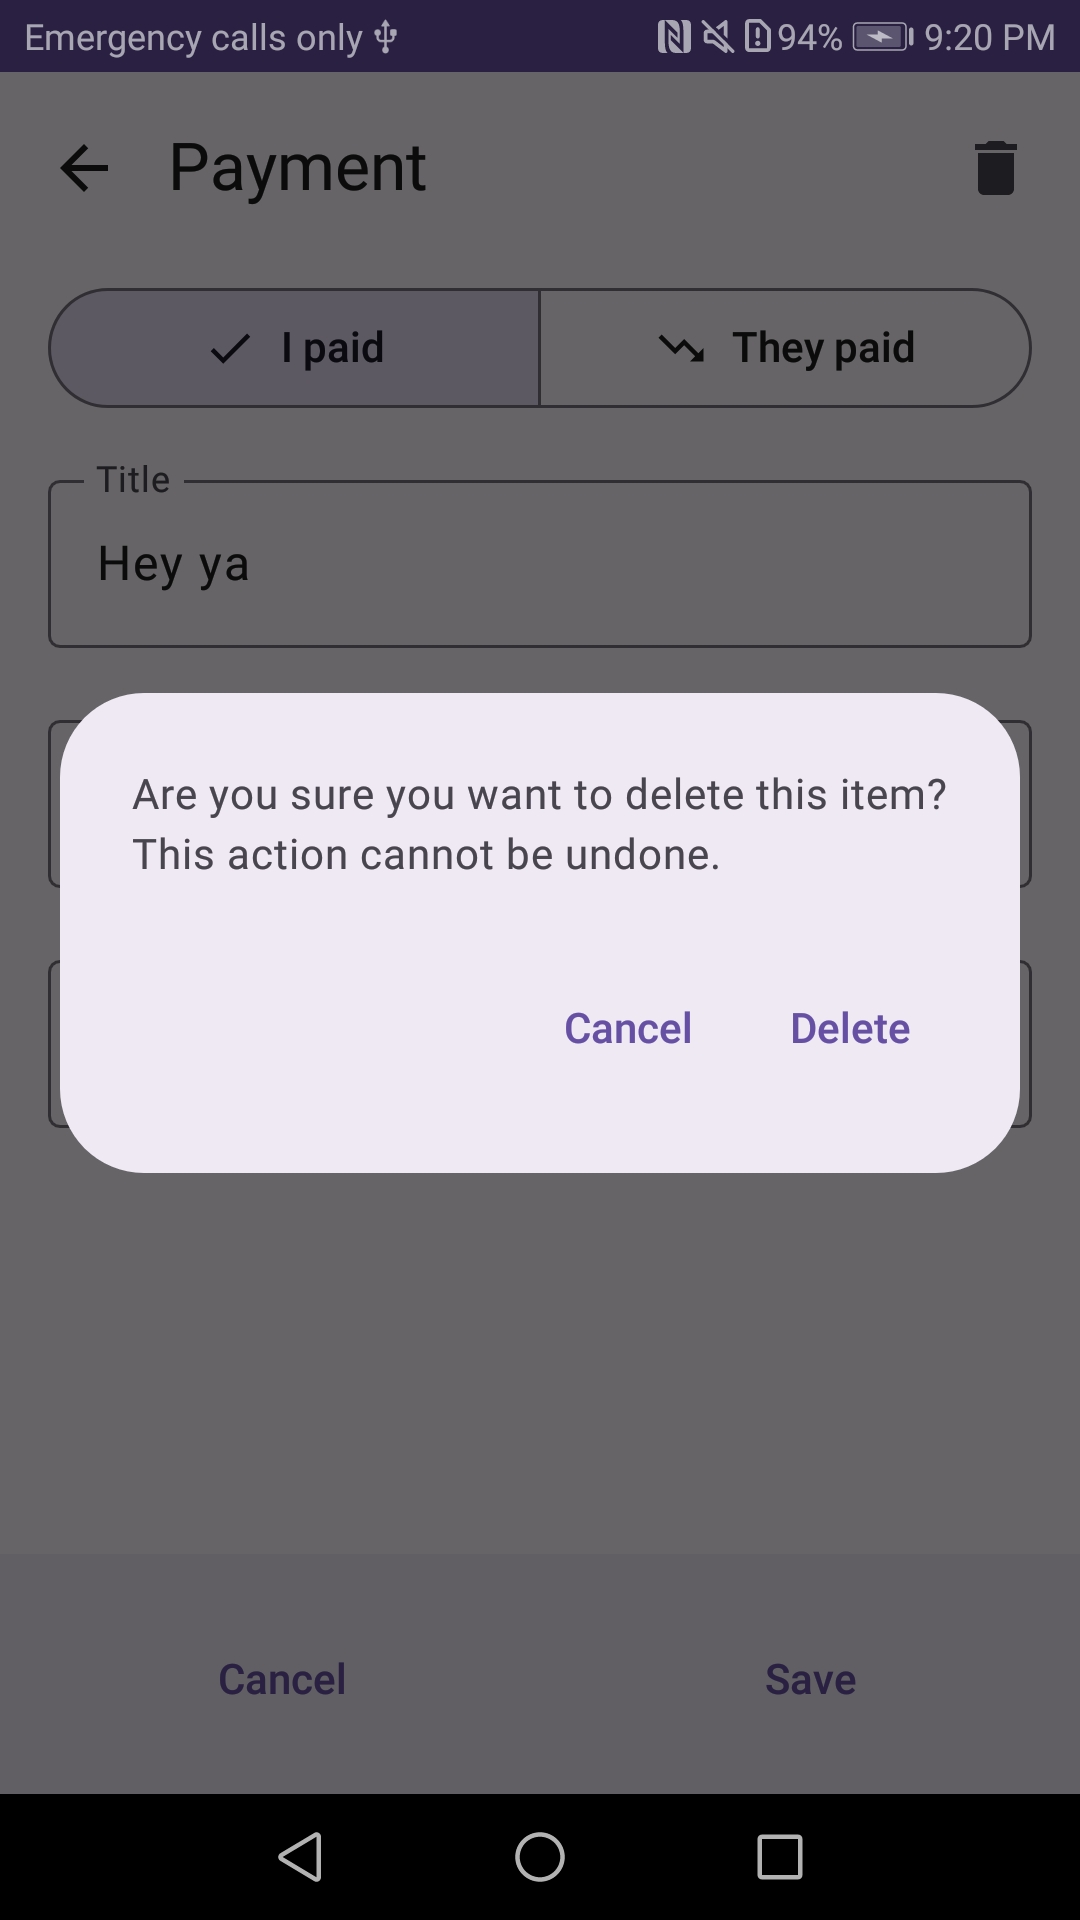 Emergency calls only 94% 9:20 PM
Payment
I paid They paid
Title
Hey ya
Are you sure you want to delete this item?
This action cannot be undone.
Cancel Delete
Cancel Save